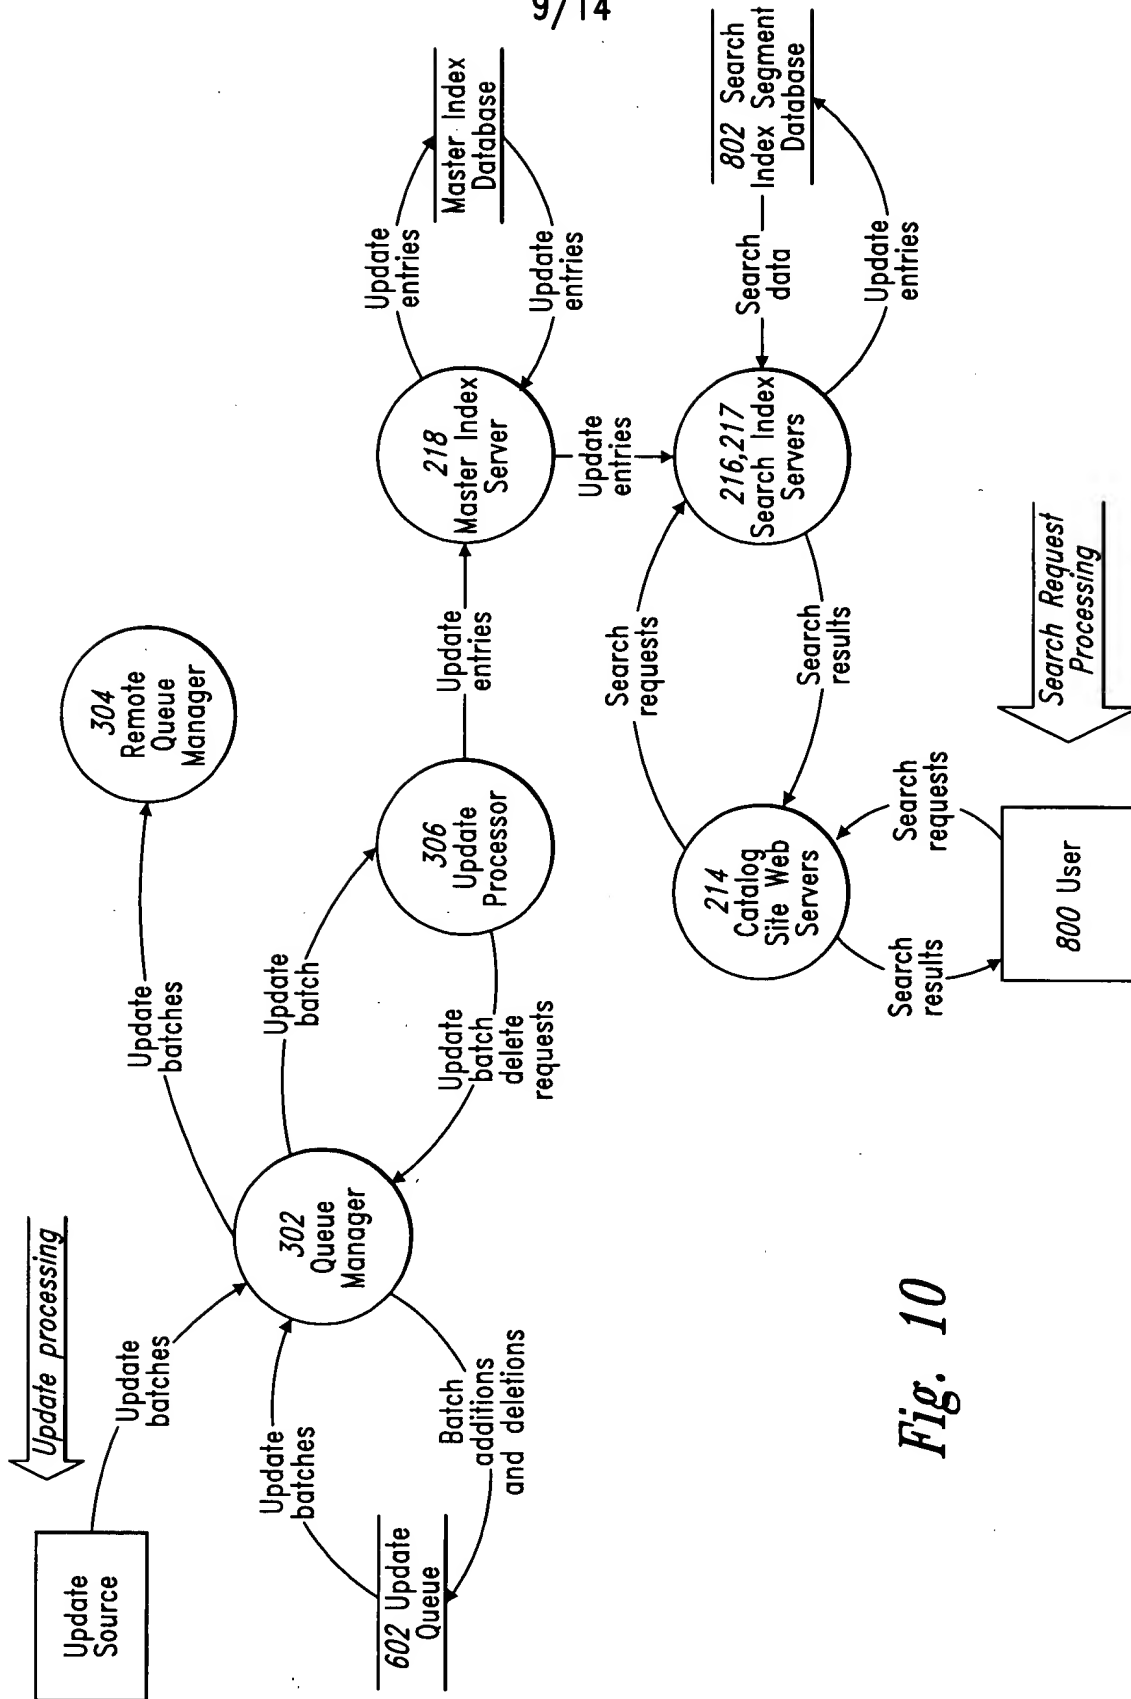 9/14
Update processing
Update
Source
Update
batches
302
Queue
Manager
Update
batches
602 Update
Queue
Batch
additions
and deletions
Update
batches
304
Remote
Queue
Manager
Update
batch
306
Update
Processor
Update
batch
delete
requests
Update
entries
218
Master Index
Server
Update
entries
Master Index
Database
Update
entries
Update
entries
216,217
Search Index
Servers
Search
data
802 Search
Index Segment
Database
Update
entries
Search
requests
Search
results
214
Catalog
Site Web
Servers
Search
requests
Search
results
800 User
Search Request
Processing
Fig. 10